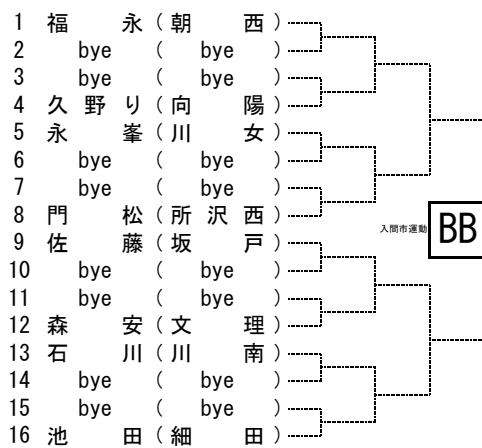 1 福永(朝西)
2 bye ( bye )
3 bye ( bye )
4 久野り(向陽)
5 永峯(川女)
6 bye ( bye )
7 bye ( bye )
8 門松(所沢西)
入間市運動 BB
9 佐藤(坂戸)
10 bye ( bye )
11 bye ( bye )
12 森安(文理)
13 石川(川南)
14 bye ( bye )
15 bye ( bye )
16 池田(細田)